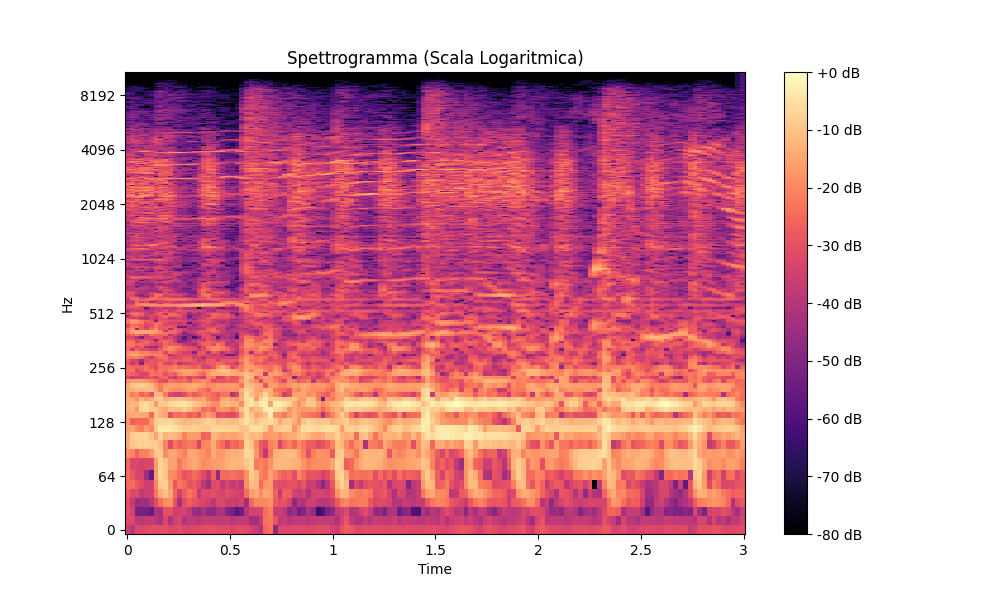 Spettrogramma (Scala Logaritmica)
8192
4096
2048
1024
512
256
128
64
0
Hz
0 0.5 1 1.5 2 2.5 3
Time
+0 dB
-10 dB
-20 dB
-30 dB
-40 dB
-50 dB
-60 dB
-70 dB
-80 dB